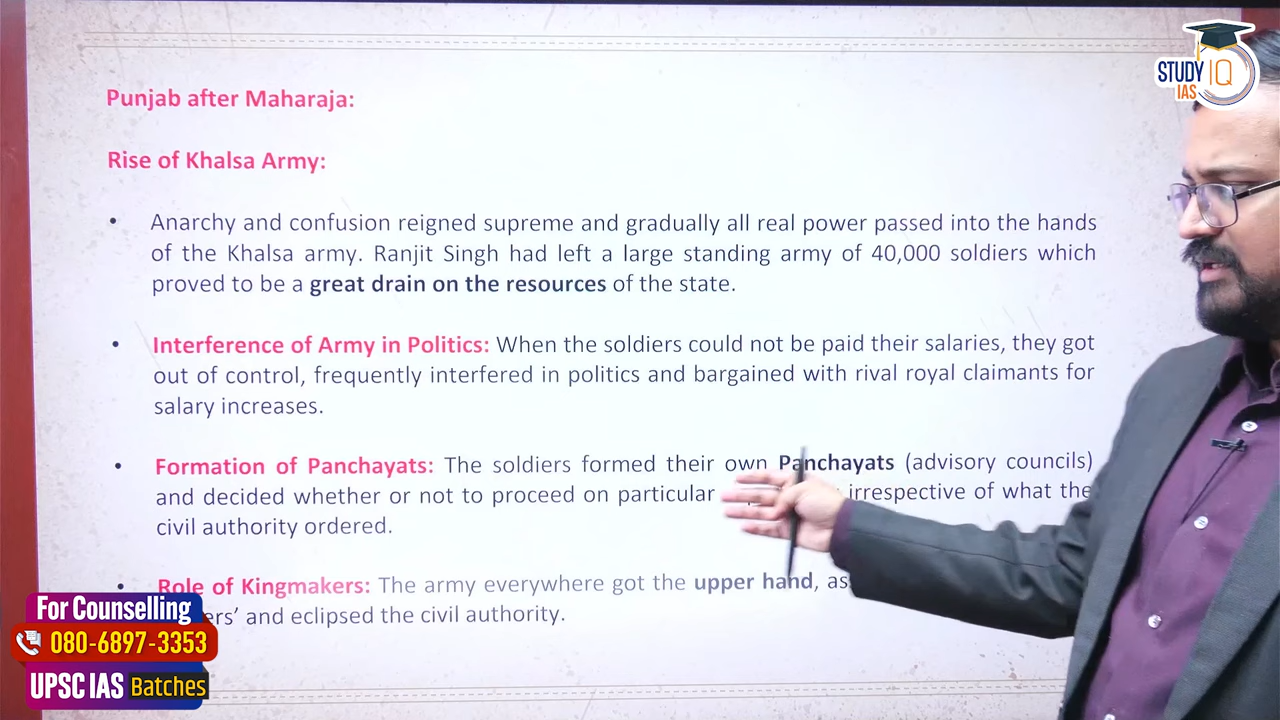 Punjab after Maharaja:
Rise of Khalsa Army:
• Anarchy and confusion reigned supreme and gradually all real power passed into the hands
of the Khalsa army. Ranjit Singh had left a large standing army of 40,000 soldiers which
proved to be a great drain on the resources of the state.
• Interference of Army in Politics: When the soldiers could not be paid their salaries, they got
out of control, frequently interfered in politics and bargained with rival royal claimants for
salary increases.
• Formation of Panchayats: The soldiers formed their own Panchayats (advisory councils)
and decided whether or not to proceed on particular irrespective of what the
civil authority ordered.
• Role of Kingmakers: The army everywhere got the upper hand, as
and eclipsed the civil authority.
STUDY IQ
IAS
For Counselling
080-6897-3353
UPSC IAS Batches